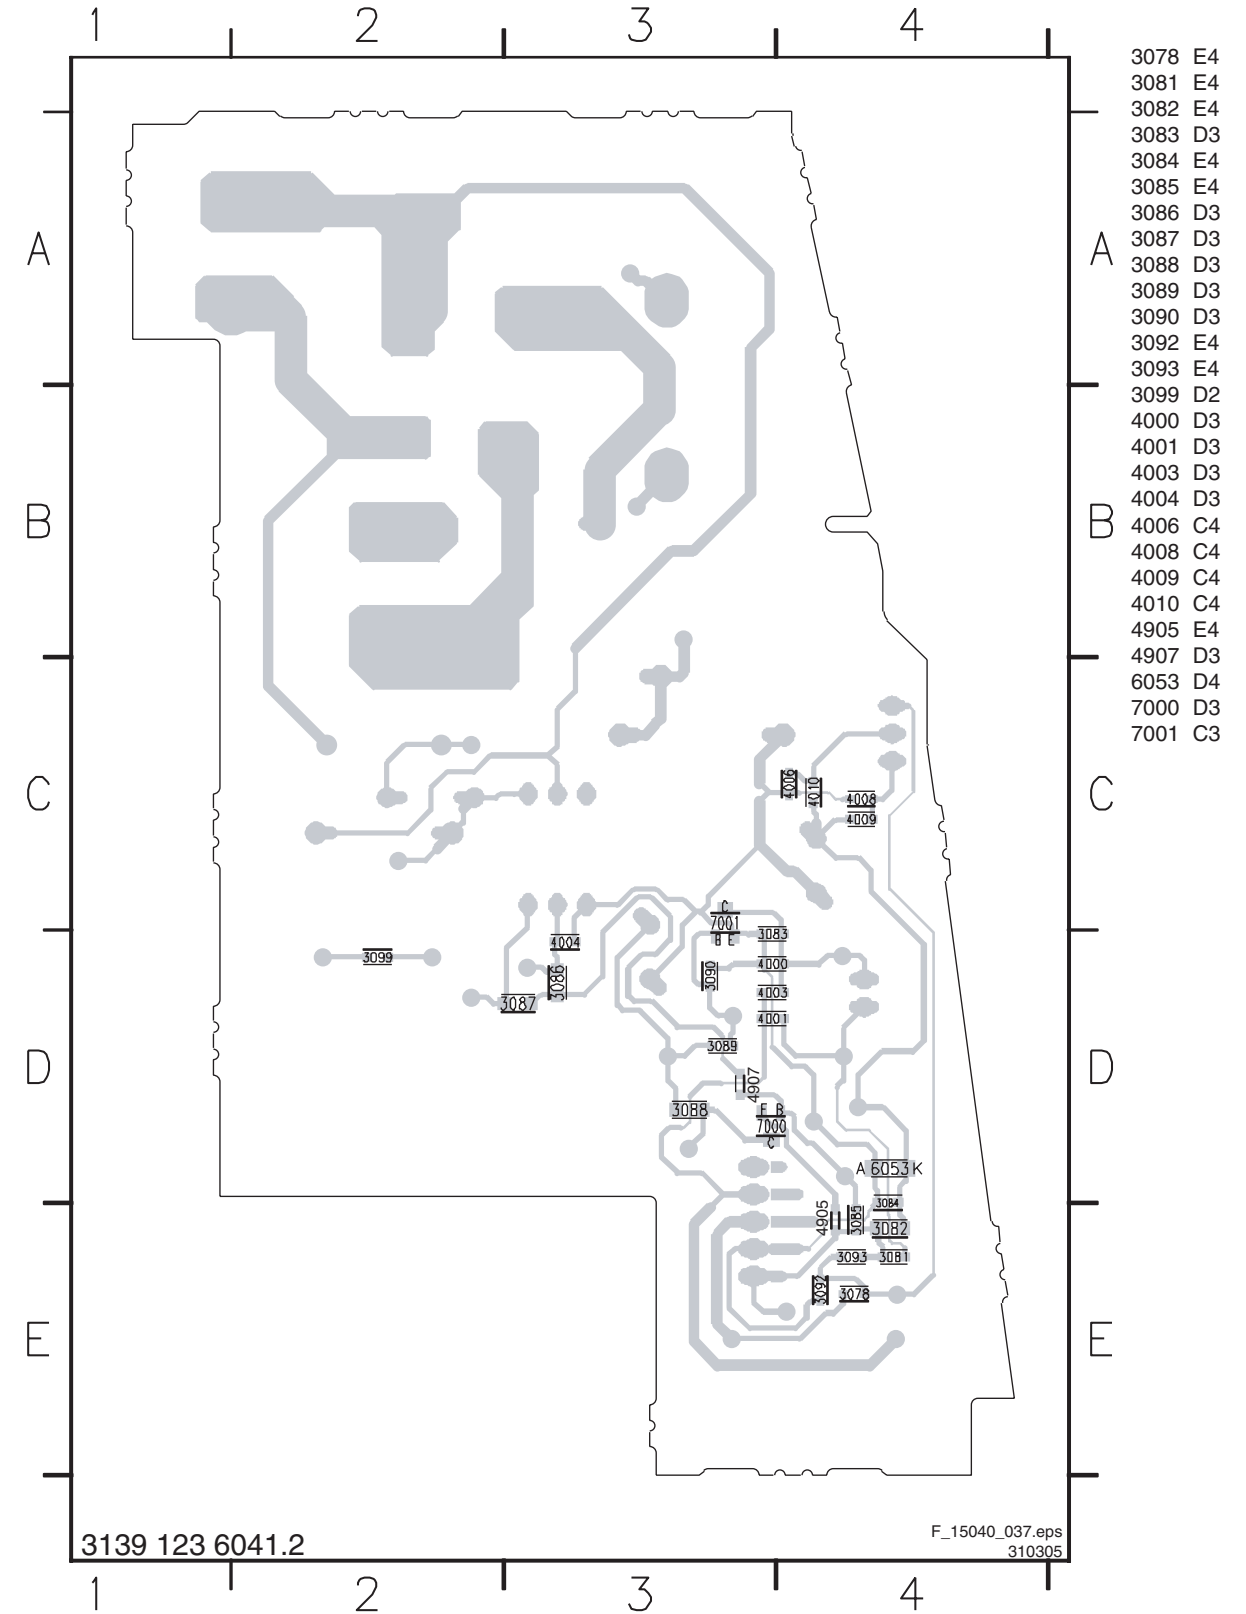 1 2 3 4
3078 E4
3081 E4
3082 E4
3083 D3
3084 E4
3085 E4
3086 D3
3087 D3
3088 D3
3089 D3
3090 D3
3092 E4
3093 E4
3099 D2
4000 D3
4001 D3
4003 D3
4004 D3
4006 C4
4008 C4
4009 C4
4010 C4
4905 E4
4907 D3
6053 D4
7000 D3
7001 C3
A A
B B
C C
4006
4010
4008
4009
C
7001
B E
3083
4004
3099
4000
3090
3086
4003
3087
4001
3089
D D
4907
3088
E B
7000
C
A 6053 K
3084
4905
3085
3082
3093
3081
3092
3078
E E
3139 123 6041.2
F_15040_037.eps
310305
1 2 3 4